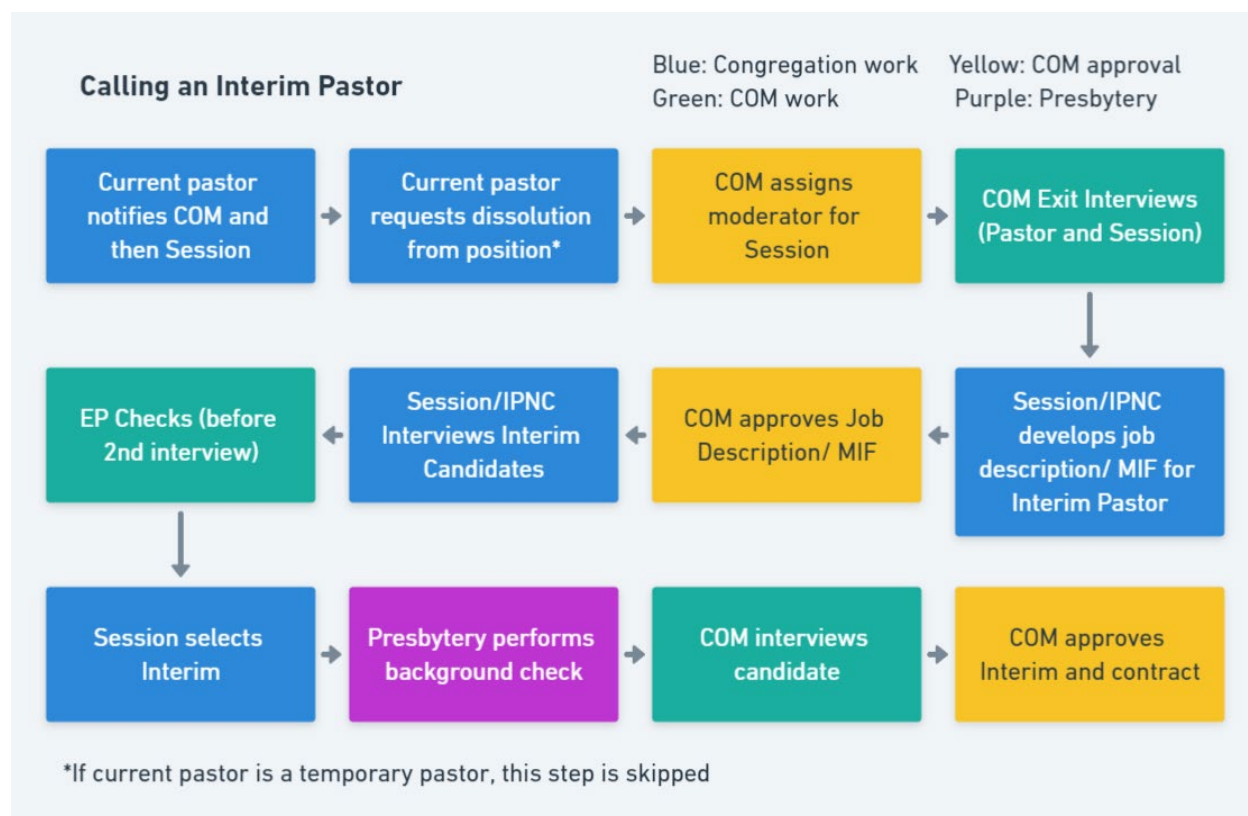 Calling an Interim Pastor
Blue: Congregation work
Yellow: COM approval
Green: COM work
Purple: Presbytery
Current pastor
notifies COM and
then Session
Current pastor
requests dissolution
from position*
COM assigns
moderator for
Session
COM Exit Interviews
(Pastor and Session)
Session/IPNC
develops job
description/ MIF for
Interim Pastor
COM approves Job
Description/ MIF
Session/IPNC
Interviews Interim
Candidates
EP Checks (before
2nd interview)
Session selects
Interim
Presbytery performs
background check
COM interviews
candidate
COM approves
Interim and contract
*If current pastor is a temporary pastor, this step is skipped